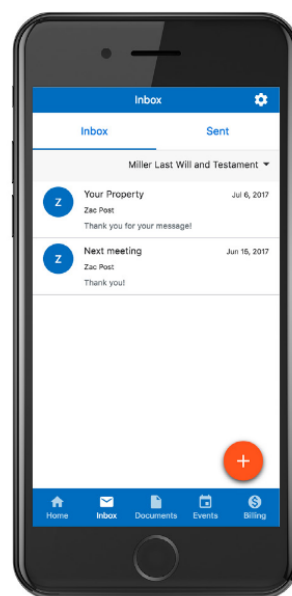 Inbox
Inbox Sent
Miller Last Will and Testament
Z Your Property Jul 6, 2017
Zac Post
Thank you for your message!
Z Next meeting Jun 15, 2017
Zac Post
Thank you!
+
Home Inbox Documents Events Billing